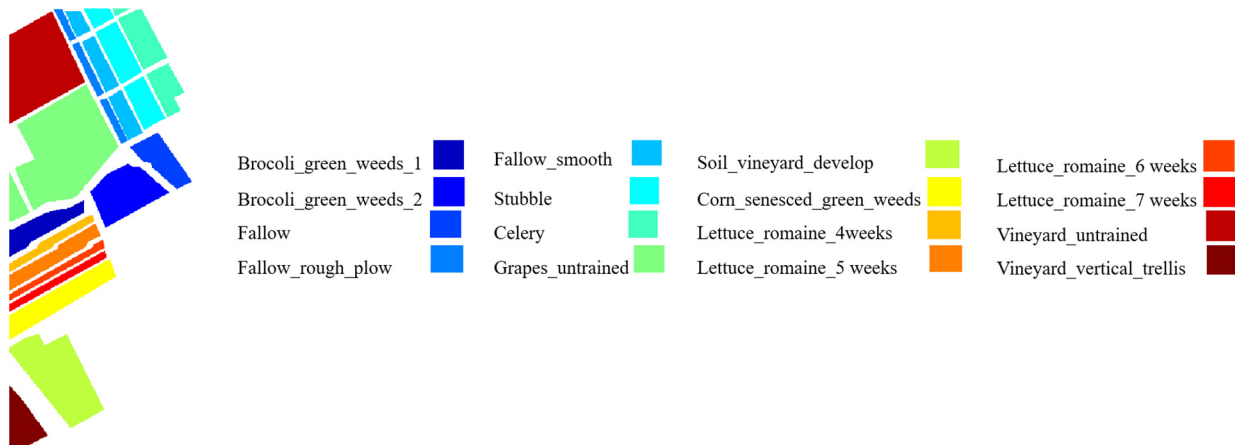 Brocoli_green_weeds_1
Brocoli_green_weeds_2
Fallow
Fallow_rough_plow
Fallow_smooth
Stubble
Celery
Grapes_untrained
Soil_vineyard_develop
Corn_senesced_green_weeds
Lettuce_romaine_4weeks
Lettuce_romaine_5 weeks
Lettuce_romaine_6 weeks
Lettuce_romaine_7 weeks
Vineyard_untrained
Vineyard_vertical_trellis